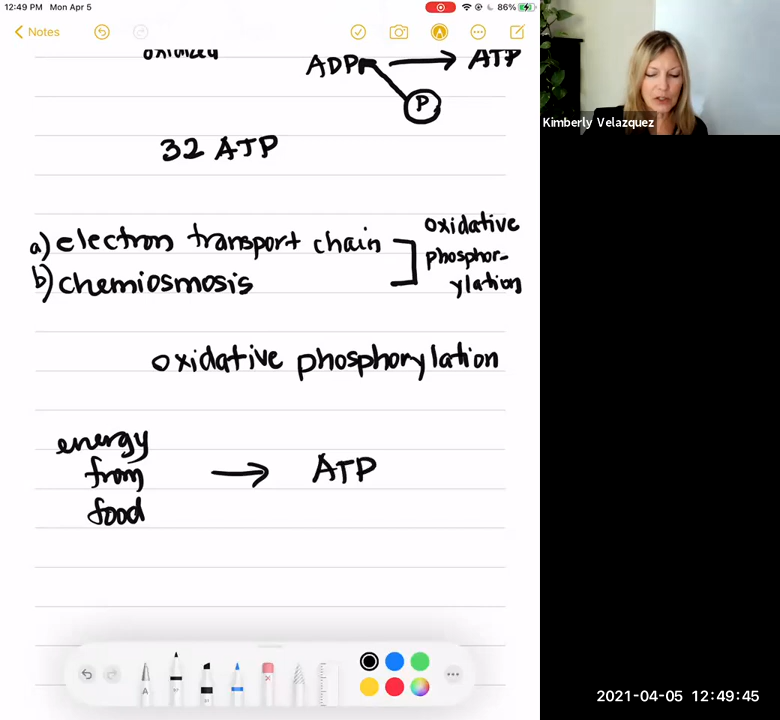 12:49 PM Mon Apr 5
86%
Notes
oxidized
ADP → ATP
P
32 ATP
a) electron transport chain
b) chemiosmosis
oxidative
phosphor-
ylation
oxidative phosphorylation
energy
from
food
→ ATP
Kimberly Velazquez
2021-04-05 12:49:45